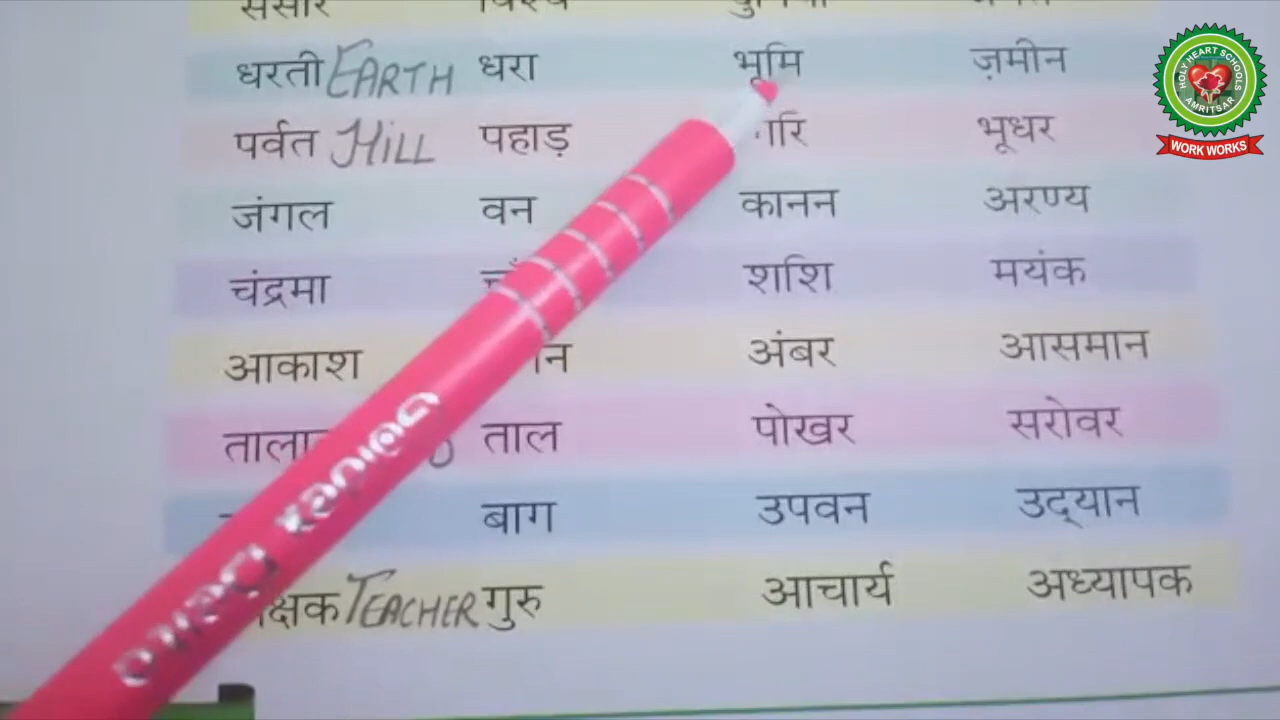 संसार
धरती EARTH धरा भूमि ज़मीन
पर्वत HILL पहाड़ भूधर
जंगल वन कानन अरण्य
चंद्रमा शशि मयंक
आकाश अंबर आसमान
ताल पोखर सरोवर
बाग उपवन उद्‌यान
TEACHER गुरु आचार्य अध्यापक
HOLY HEART SCHOOLS
AMRITSAR
WORK WORKS